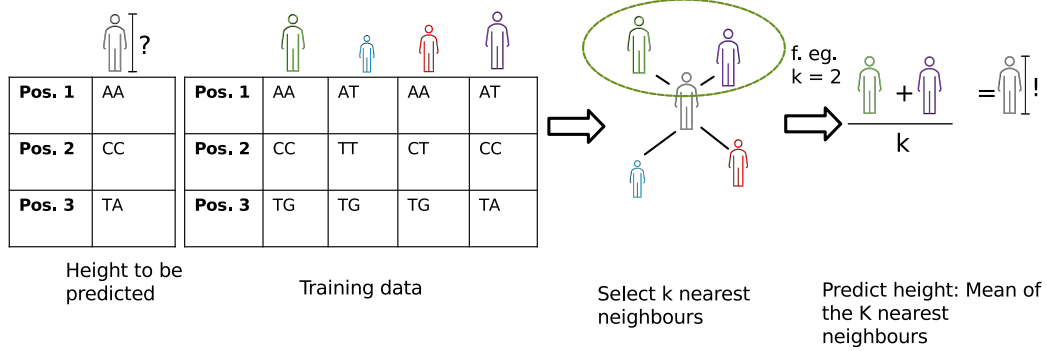 ?
Pos. 1 AA
Pos. 2 CC
Pos. 3 TA
Height to be
predicted
Pos. 1 AA AT AA AT
Pos. 2 CC TT CT CC
Pos. 3 TG TG TG TA
Training data
Select k nearest
neighbours
f. eg.
k = 2
+ = !
k
Predict height: Mean of
the K nearest
neighbours